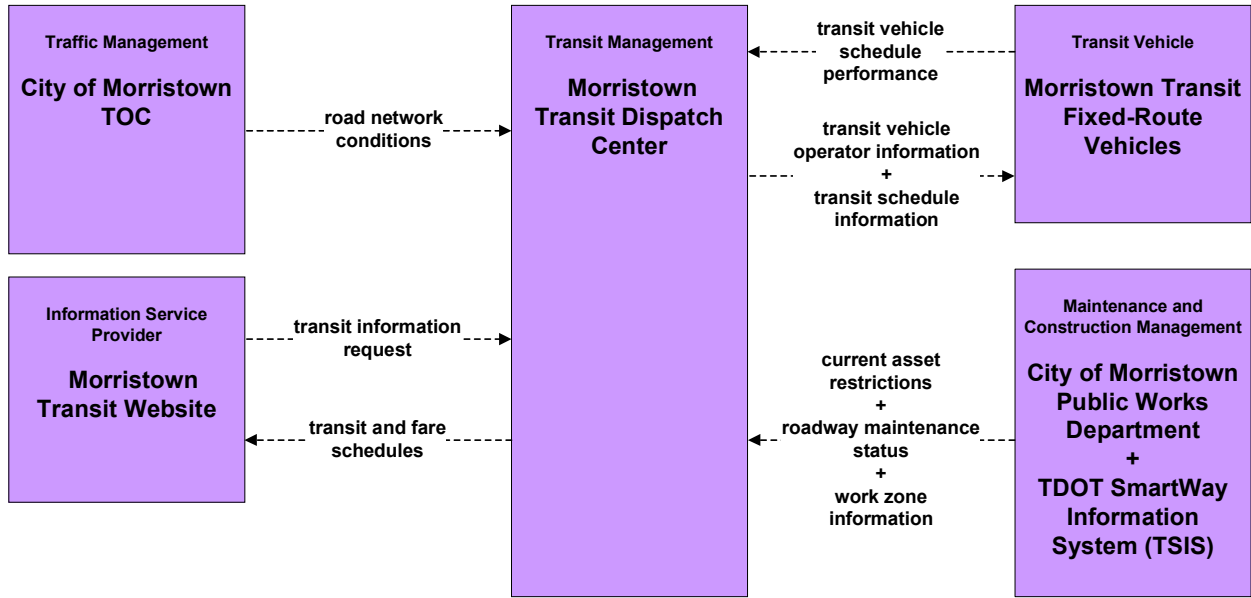 Traffic Management
City of Morristown
TOC
road network
conditions
Information Service
Provider
Morristown
Transit Website
transit information
request
transit and fare
schedules
Transit Management
Morristown
Transit Dispatch
Center
transit vehicle
schedule
performance
transit vehicle
operator information
+
transit schedule
information
Transit Vehicle
Morristown Transit
Fixed-Route
Vehicles
current asset
restrictions
+
roadway maintenance
status
+
work zone
information
Maintenance and
Construction Management
City of Morristown
Public Works
Department
+
TDOT SmartWay
Information
System (TSIS)